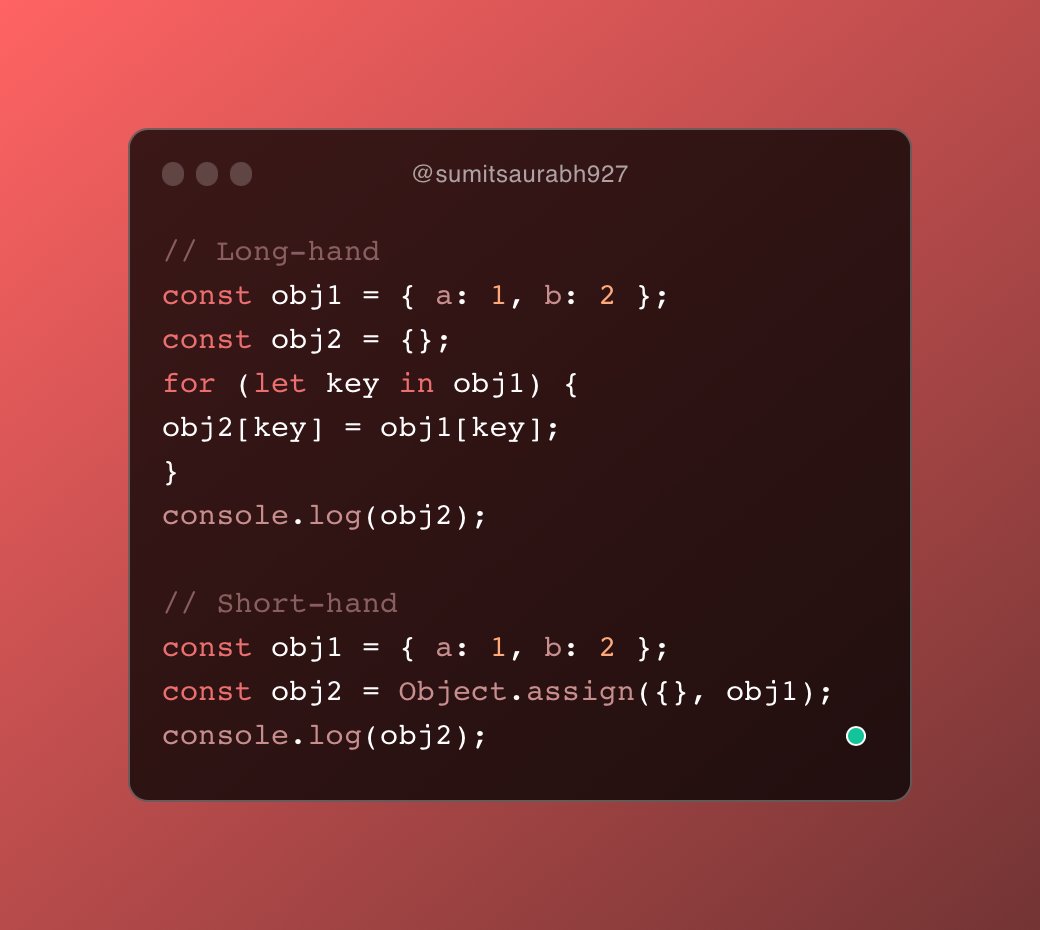 @sumitsaurabh927
// Long-hand
const obj1 = { a: 1, b: 2 };
const obj2 = {};
for (let key in obj1) {
obj2[key] = obj1[key];
}
console.log(obj2);
// Short-hand
const obj1 = { a: 1, b: 2 };
const obj2 = Object.assign({}, obj1);
console.log(obj2);